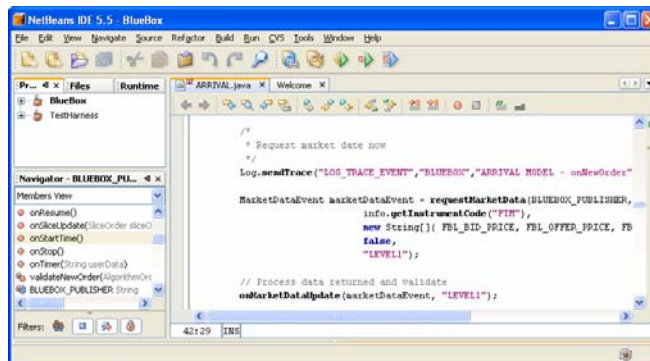 NetBeans IDE 5.5 - BlueBox
File Edit View Navigate Source Refactor Build Run CVS Tools Window Help
Pr... Files Runtime
BlueBox
TestHarness
Navigator - BLUEBOX_PU...
Members View
onResume()
onSliceUpdate(SliceOrder sliceO
onStartTime()
onStop()
onTimer(String userData)
validateNewOrder(AlgorithmOrc
BLUEBOX_PUBLISHER String
Filters:
ARRIVAL.java Welcome
/*
* Request market date now
*/
Log.sendTrace("LOG_TRACE_EVENT","BLUEBOX","ARRIVAL MODEL - onNewOrder"
MarketDataEvent marketDataEvent = requestMarketData(BLUEBOX_PUBLISHER,
info.getInstrumentCode("FIM"),
new String[]{ FBL_BID_PRICE, FBL_OFFER_PRICE, FB
false,
"LEVEL1");
// Process data returned and validate
onMarketDataUpdate(marketDataEvent, "LEVEL1");
42:29 INS